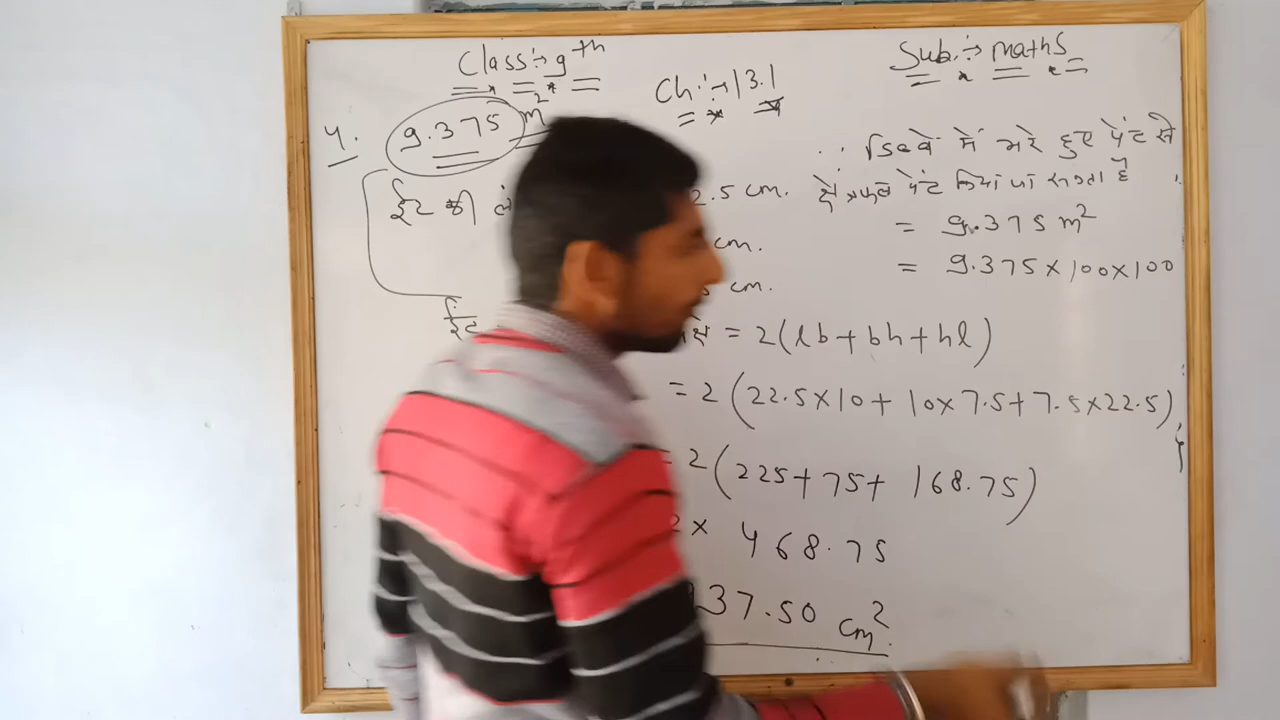 Class:→ 9th
Sub.:→ maths
Ch:→ 13.1
4. 9.375 m²
ईंट की
2.5 cm.
cm.
cm.
ईंट
= 2(lb+bh+hl)
= 2(22.5×10+10×7.5+7.5×22.5)
= 2(225+75+168.75)
2× 468.75
937.50 cm²
∴ डिब्बे में भरे हुए पेंट से
पेंट किया जा सकता है
= 9.375 m²
= 9.375×100×100